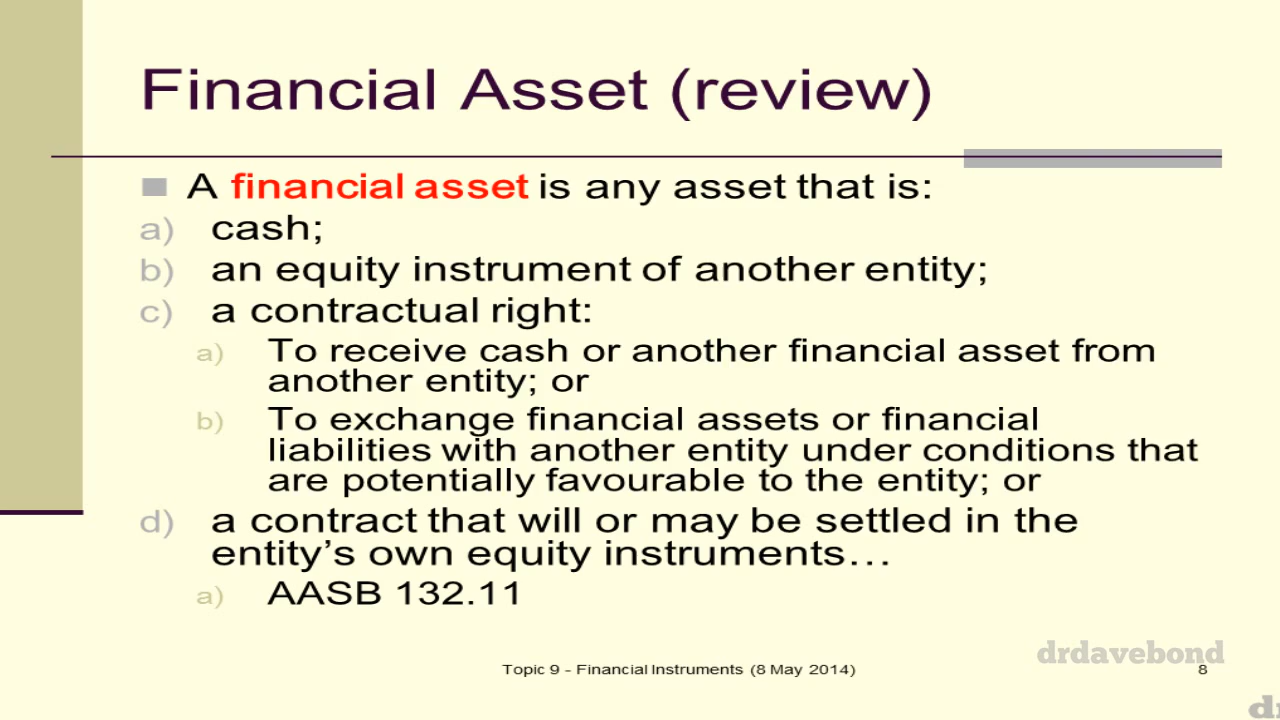 Financial Asset (review)
A financial asset is any asset that is:
a) cash;
b) an equity instrument of another entity;
c) a contractual right:
a) To receive cash or another financial asset from
another entity; or
b) To exchange financial assets or financial
liabilities with another entity under conditions that
are potentially favourable to the entity; or
d) a contract that will or may be settled in the
entity’s own equity instruments…
a) AASB 132.11
drdavebond
Topic 9 - Financial Instruments (8 May 2014)
8